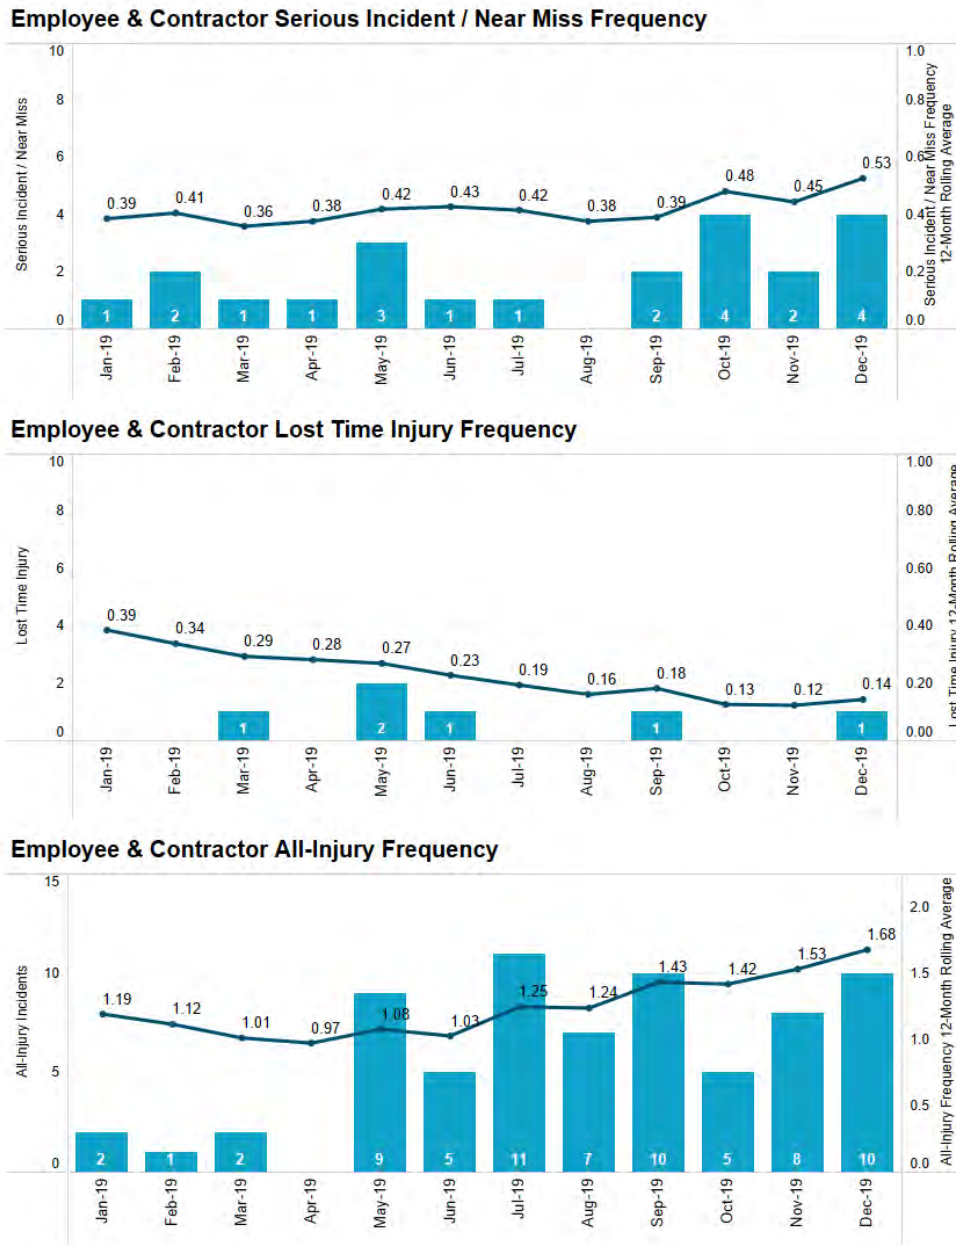 Employee & Contractor Serious Incident / Near Miss Frequency
10
8
6
4
2
0
Serious Incident / Near Miss
0.39
0.41
0.36
0.38
0.42
0.43
0.42
0.38
0.39
0.48
0.45
0.53
1
2
1
1
3
1
1
2
4
2
4
1.0
0.8
0.6
0.4
0.2
0.0
Serious Incident / Near Miss Frequency
12-Month Rolling Average
Jan-19
Feb-19
Mar-19
Apr-19
May-19
Jun-19
Jul-19
Aug-19
Sep-19
Oct-19
Nov-19
Dec-19
Employee & Contractor Lost Time Injury Frequency
10
8
6
4
2
0
Lost Time Injury
0.39
0.34
0.29
0.28
0.27
0.23
0.19
0.16
0.18
0.13
0.12
0.14
1
2
1
1
1
1.00
0.80
0.60
0.40
0.20
0.00
Lost Time Injury 12-Month Rolling Average
Jan-19
Feb-19
Mar-19
Apr-19
May-19
Jun-19
Jul-19
Aug-19
Sep-19
Oct-19
Nov-19
Dec-19
Employee & Contractor All-Injury Frequency
15
10
5
0
All-Injury Incidents
1.19
1.12
1.01
0.97
1.08
1.03
1.25
1.24
1.43
1.42
1.53
1.68
2
1
2
9
5
11
7
10
5
8
10
2.0
1.5
1.0
0.5
0.0
All-Injury Frequency 12-Month Rolling Average
Jan-19
Feb-19
Mar-19
Apr-19
May-19
Jun-19
Jul-19
Aug-19
Sep-19
Oct-19
Nov-19
Dec-19